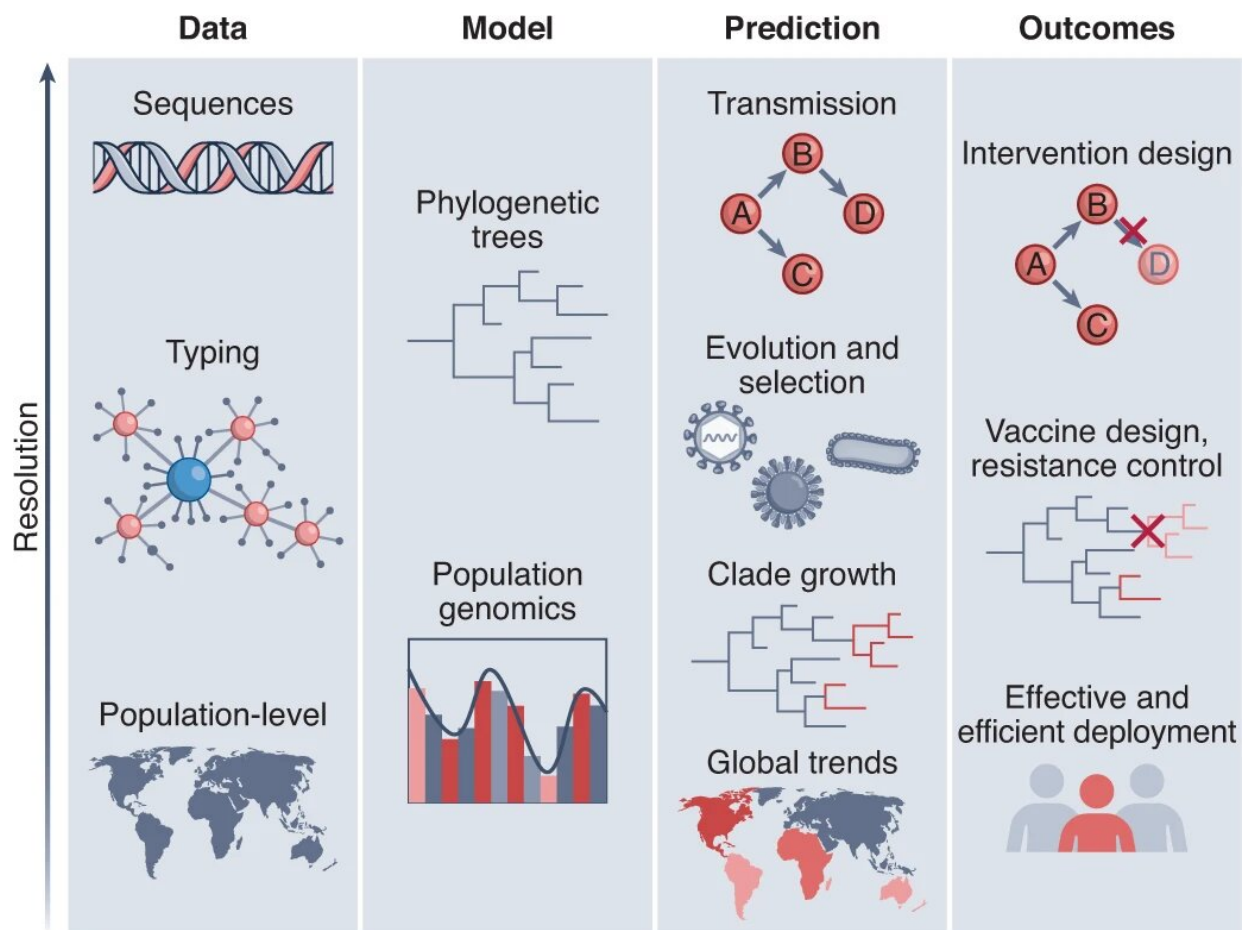 Data
Model
Prediction
Outcomes
Resolution
Sequences
Typing
Population-level
Phylogenetic
trees
Population
genomics
Transmission
B
A
D
C
Evolution and
selection
Clade growth
Global trends
Intervention design
B
A
D
C
Vaccine design,
resistance control
Effective and
efficient deployment